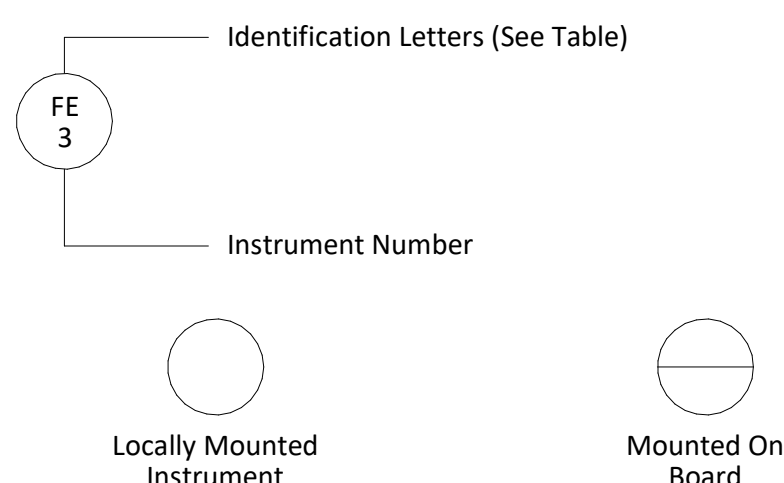 Identification Letters (See Table)
FE
3
Instrument Number
Locally Mounted
Instrument
Mounted On
Board